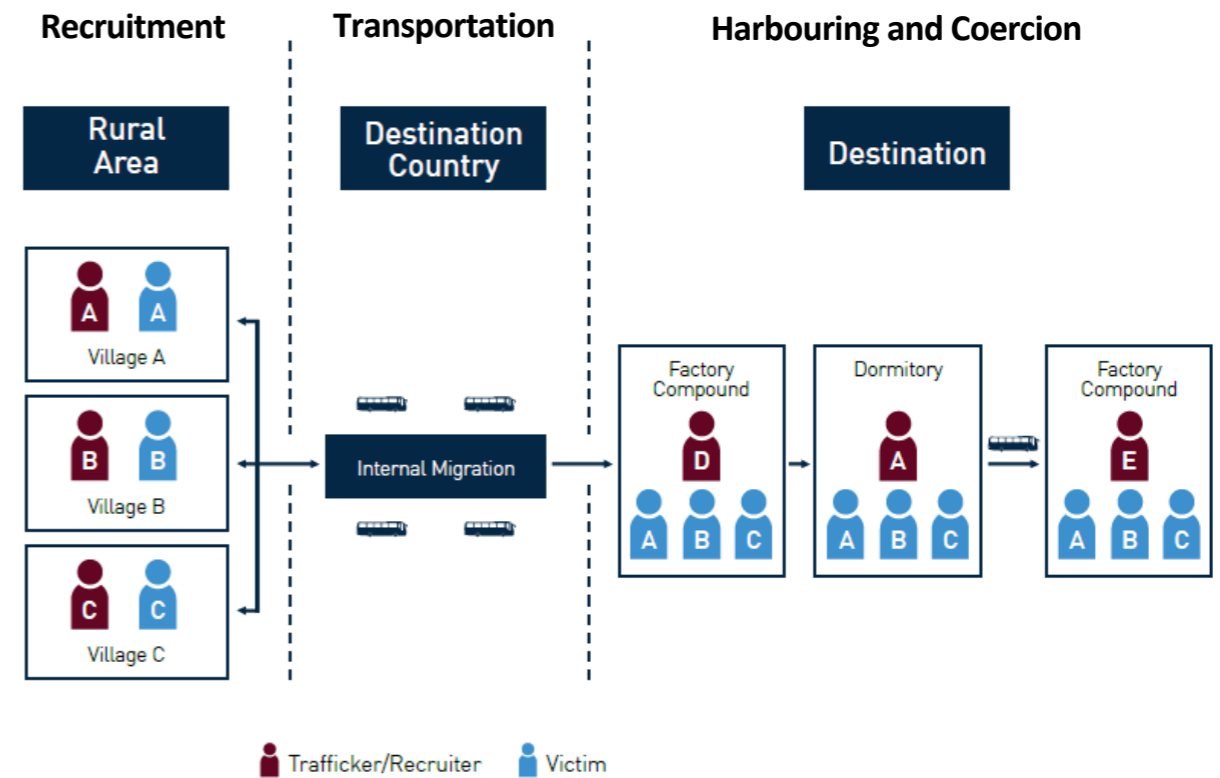 Recruitment
Transportation
Harbouring and Coercion
Rural
Area
Destination
Country
Destination
A A
Village A
B B
Village B
C C
Village C
Internal Migration
Factory
Compound
D
A B C
Dormitory
A
A B C
Factory
Compound
E
A B C
Trafficker/Recruiter
Victim